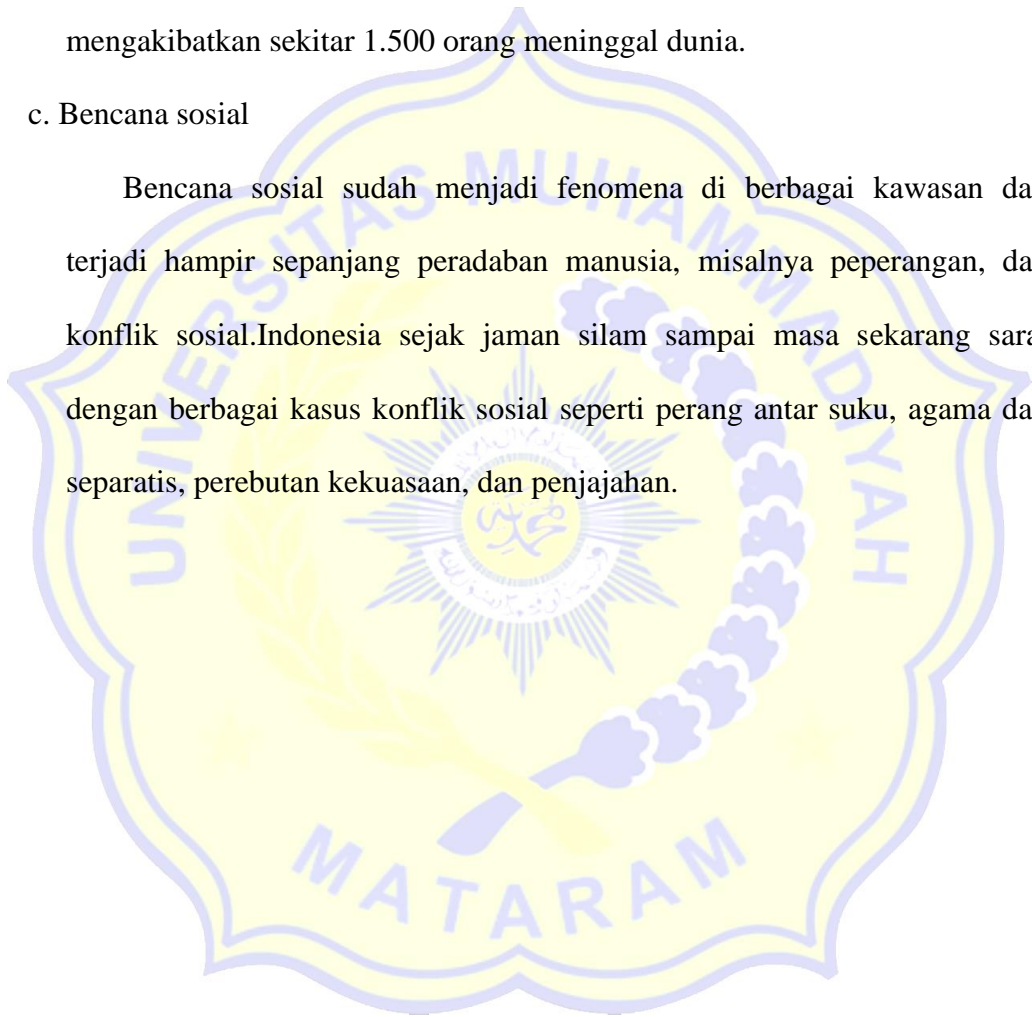 mengakibatkan sekitar 1.500 orang meninggal dunia.
c. Bencana sosial
Bencana sosial sudah menjadi fenomena di berbagai kawasan da
terjadi hampir sepanjang peradaban manusia, misalnya peperangan, da
konflik sosial.Indonesia sejak jaman silam sampai masa sekarang sara
dengan berbagai kasus konflik sosial seperti perang antar suku, agama da
separatis, perebutan kekuasaan, dan penjajahan.
UNIVERSITAS MUHAMMADIYAH
MATARAM